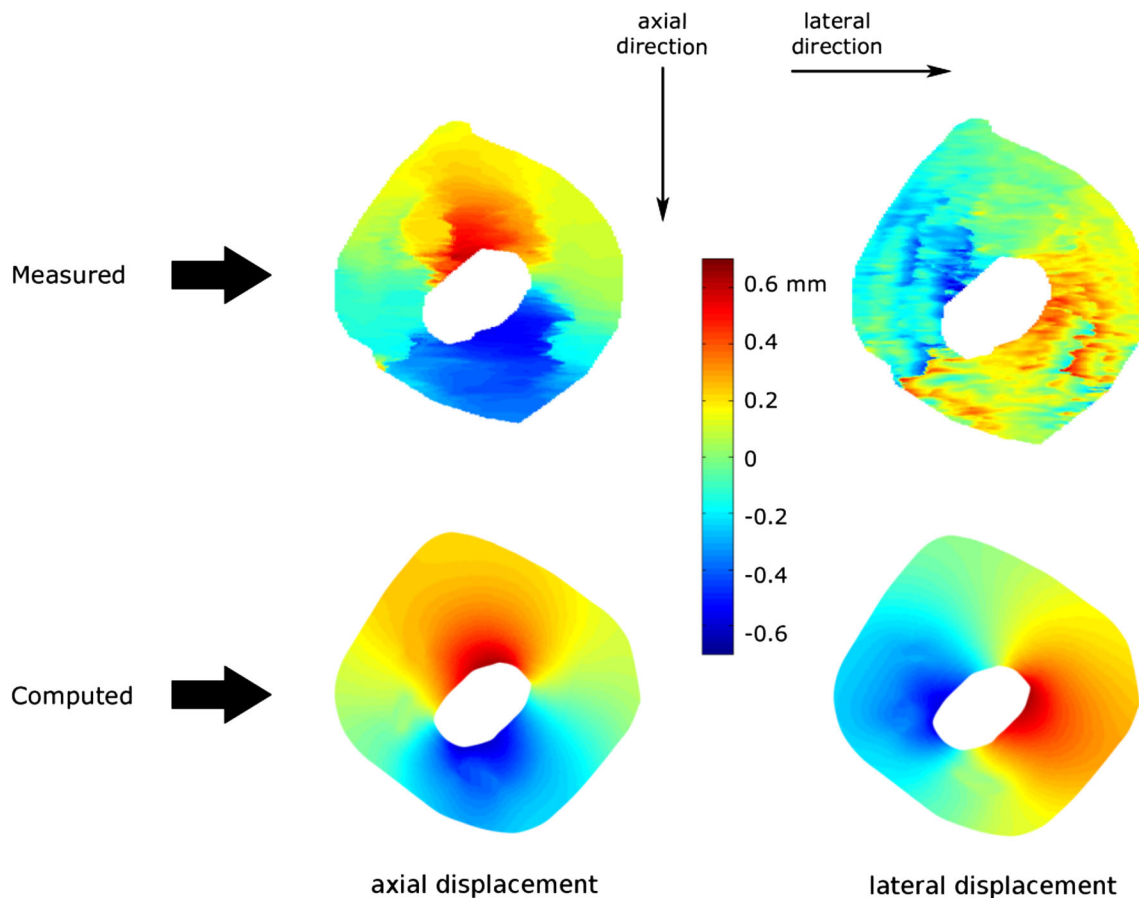 axial
direction
lateral
direction
Measured
0.6 mm
0.4
0.2
0
-0.2
-0.4
-0.6
Computed
axial displacement
lateral displacement